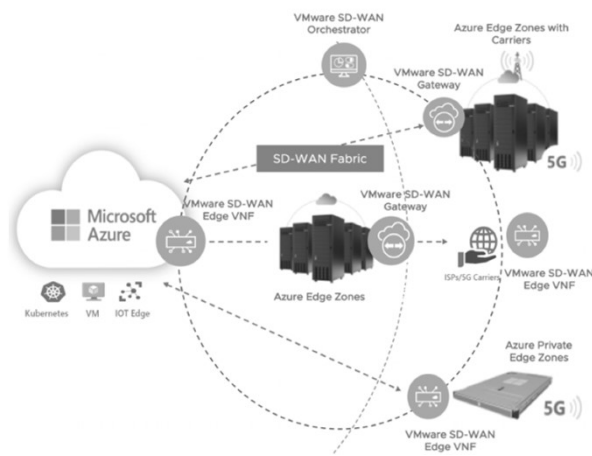 VMware SD-WAN
Orchestrator
Azure Edge Zones with
Carriers
VMware SD-WAN
Gateway
5G
SD-WAN Fabric
Microsoft
Azure
VMware SD-WAN
Edge VNF
VMware SD-WAN
Gateway
Azure Edge Zones
ISPs/5G Carriers
VMware SD-WAN
Edge VNF
Kubernetes
VM
IOT Edge
Azure Private
Edge Zones
5G
VMware SD-WAN
Edge VNF